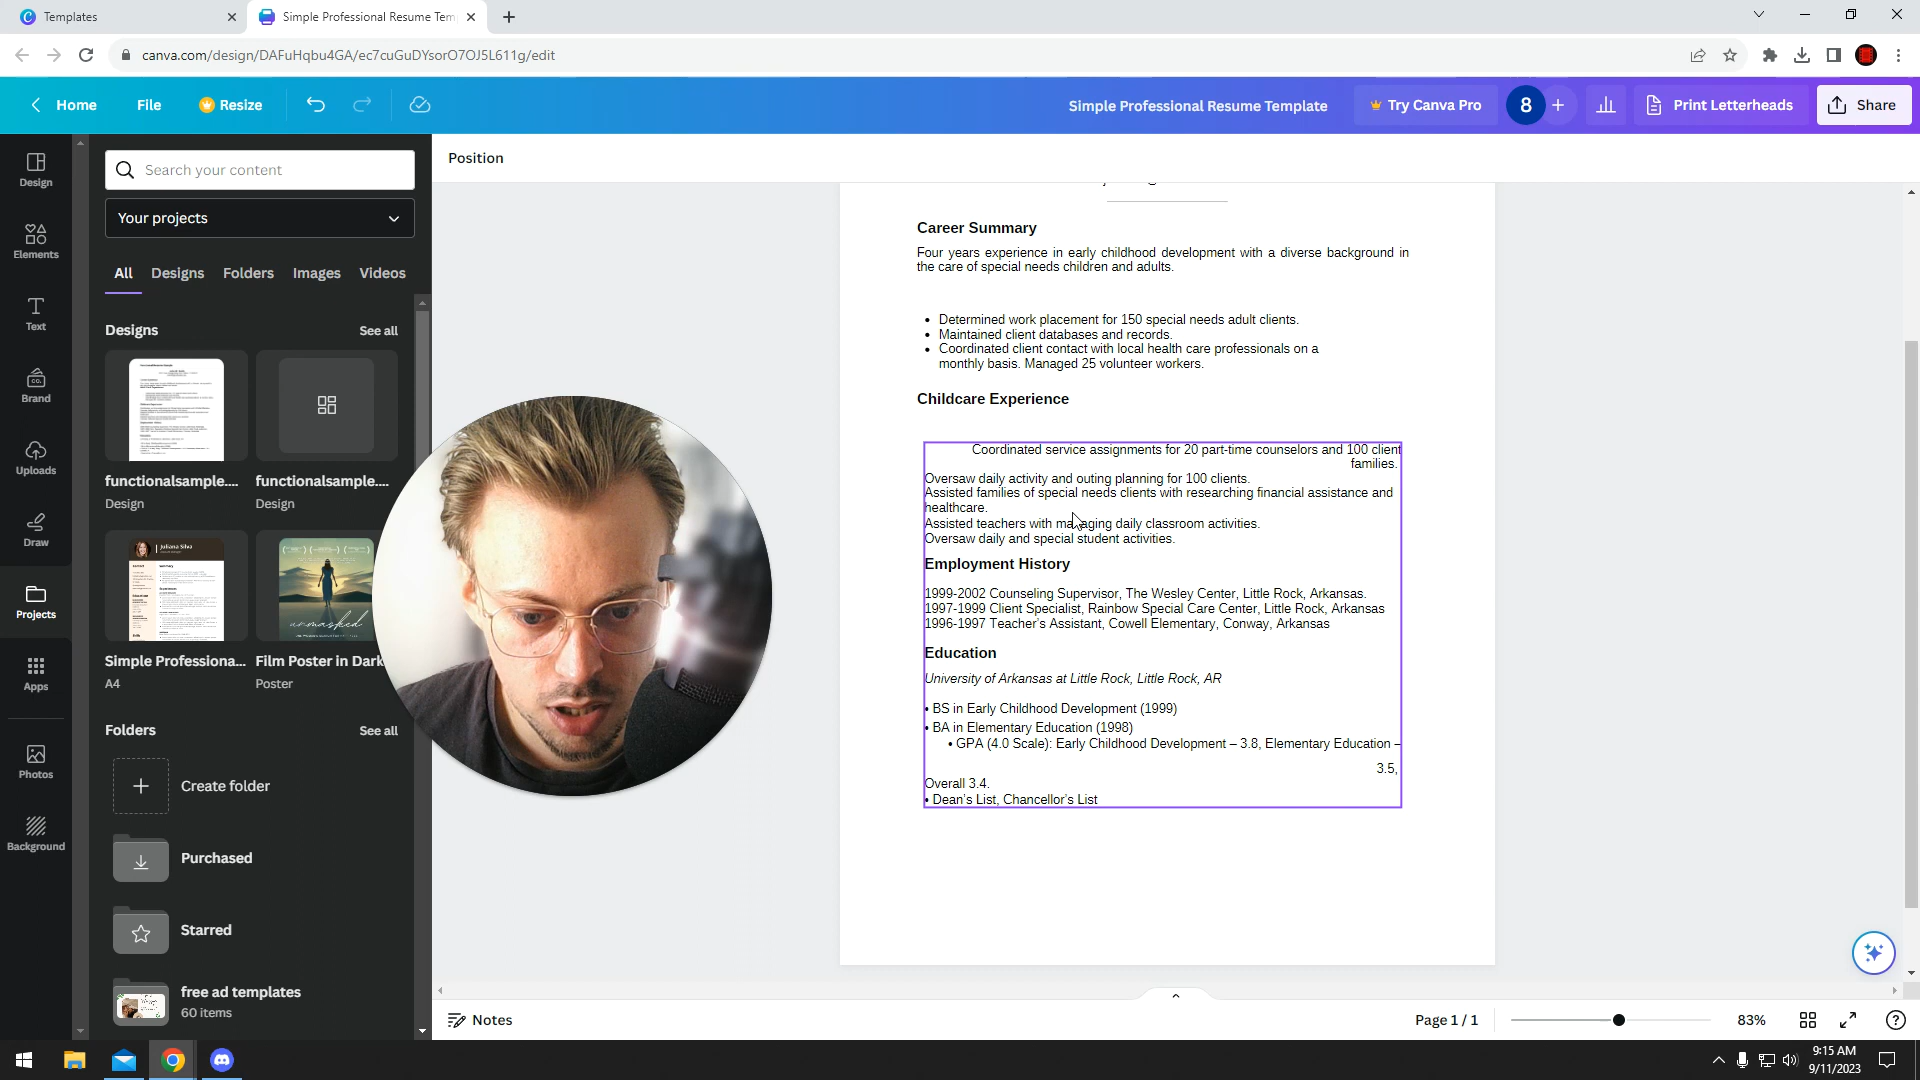 Templates
Simple Professional Resume Tem
canva.com/design/DAFuHqbu4GA/ec7cuGuDYsorO7OJ5L611g/edit
Home
File
Resize
Simple Professional Resume Template
Try Canva Pro
8
Print Letterheads
Share
Design
Elements
Text
Brand
Uploads
Draw
Projects
Apps
Photos
Background
Search your content
Your projects
All Designs Folders Images Videos
Designs See all
functionalsample.... functionalsample....
Design Design
Juliana Silva
unmasked
Simple Professiona... Film Poster in Dark
A4 Poster
Folders See all
Create folder
Purchased
Starred
free ad templates
60 items
Position
Career Summary
Four years experience in early childhood development with a diverse background in
the care of special needs children and adults.
• Determined work placement for 150 special needs adult clients.
• Maintained client databases and records.
• Coordinated client contact with local health care professionals on a
monthly basis. Managed 25 volunteer workers.
Childcare Experience
Coordinated service assignments for 20 part-time counselors and 100 client
families.
Oversaw daily activity and outing planning for 100 clients.
Assisted families of special needs clients with researching financial assistance and
healthcare.
Assisted teachers with managing daily classroom activities.
Oversaw daily and special student activities.
Employment History
1999-2002 Counseling Supervisor, The Wesley Center, Little Rock, Arkansas.
1997-1999 Client Specialist, Rainbow Special Care Center, Little Rock, Arkansas
1996-1997 Teacher's Assistant, Cowell Elementary, Conway, Arkansas
Education
University of Arkansas at Little Rock, Little Rock, AR
• BS in Early Childhood Development (1999)
• BA in Elementary Education (1998)
• GPA (4.0 Scale): Early Childhood Development – 3.8, Elementary Education –
3.5,
Overall 3.4.
• Dean's List, Chancellor's List
Notes
Page 1 / 1
83%
9:15 AM
9/11/2023